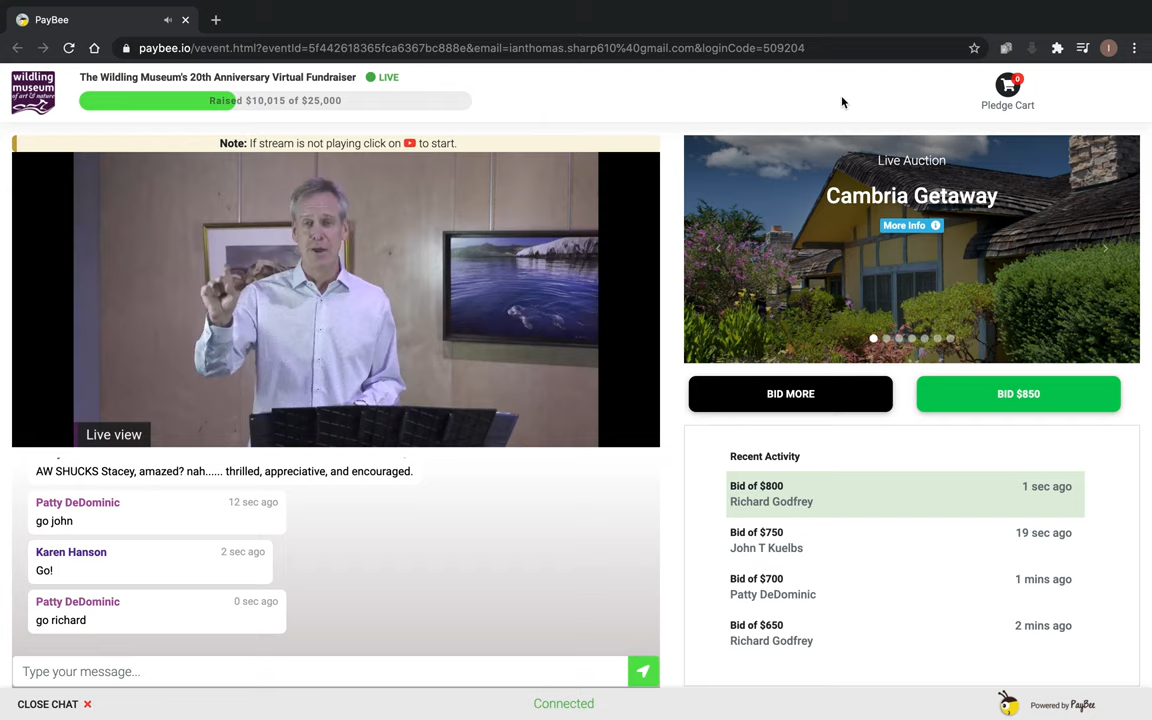 PayBee
paybee.io/vevent.html?eventId=5f442618365fca6367bc888e&email=ianthomas.sharp610%40gmail.com&loginCode=509204
I
wildling
museum
of art & nature
The Wildling Museum's 20th Anniversary Virtual Fundraiser
LIVE
Raised $10,015 of $25,000
0
Pledge Cart
Note: If stream is not playing click on to start.
Live view
Live Auction
Cambria Getaway
More Info
BID MORE
BID $850
AW SHUCKS Stacey, amazed? nah...... thrilled, appreciative, and encouraged.
Patty DeDominic 12 sec ago
go john
Karen Hanson 2 sec ago
Go!
Patty DeDominic 0 sec ago
go richard
Type your message...
Recent Activity
Bid of $800 1 sec ago
Richard Godfrey
Bid of $750 19 sec ago
John T Kuelbs
Bid of $700 1 mins ago
Patty DeDominic
Bid of $650 2 mins ago
Richard Godfrey
CLOSE CHAT
Connected
Powered by PayBee